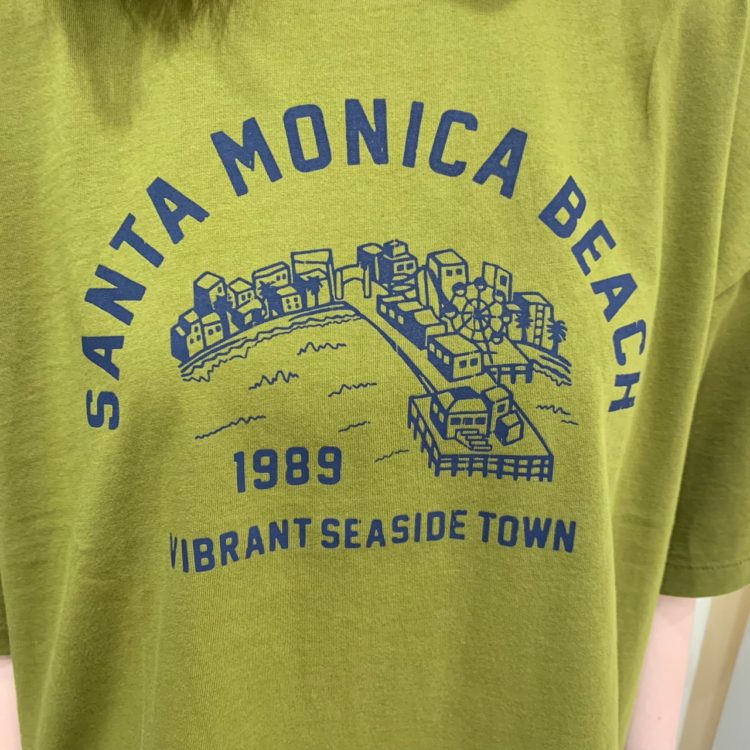 SANTA MONICA BEACH
1989
VIBRANT SEASIDE TOWN